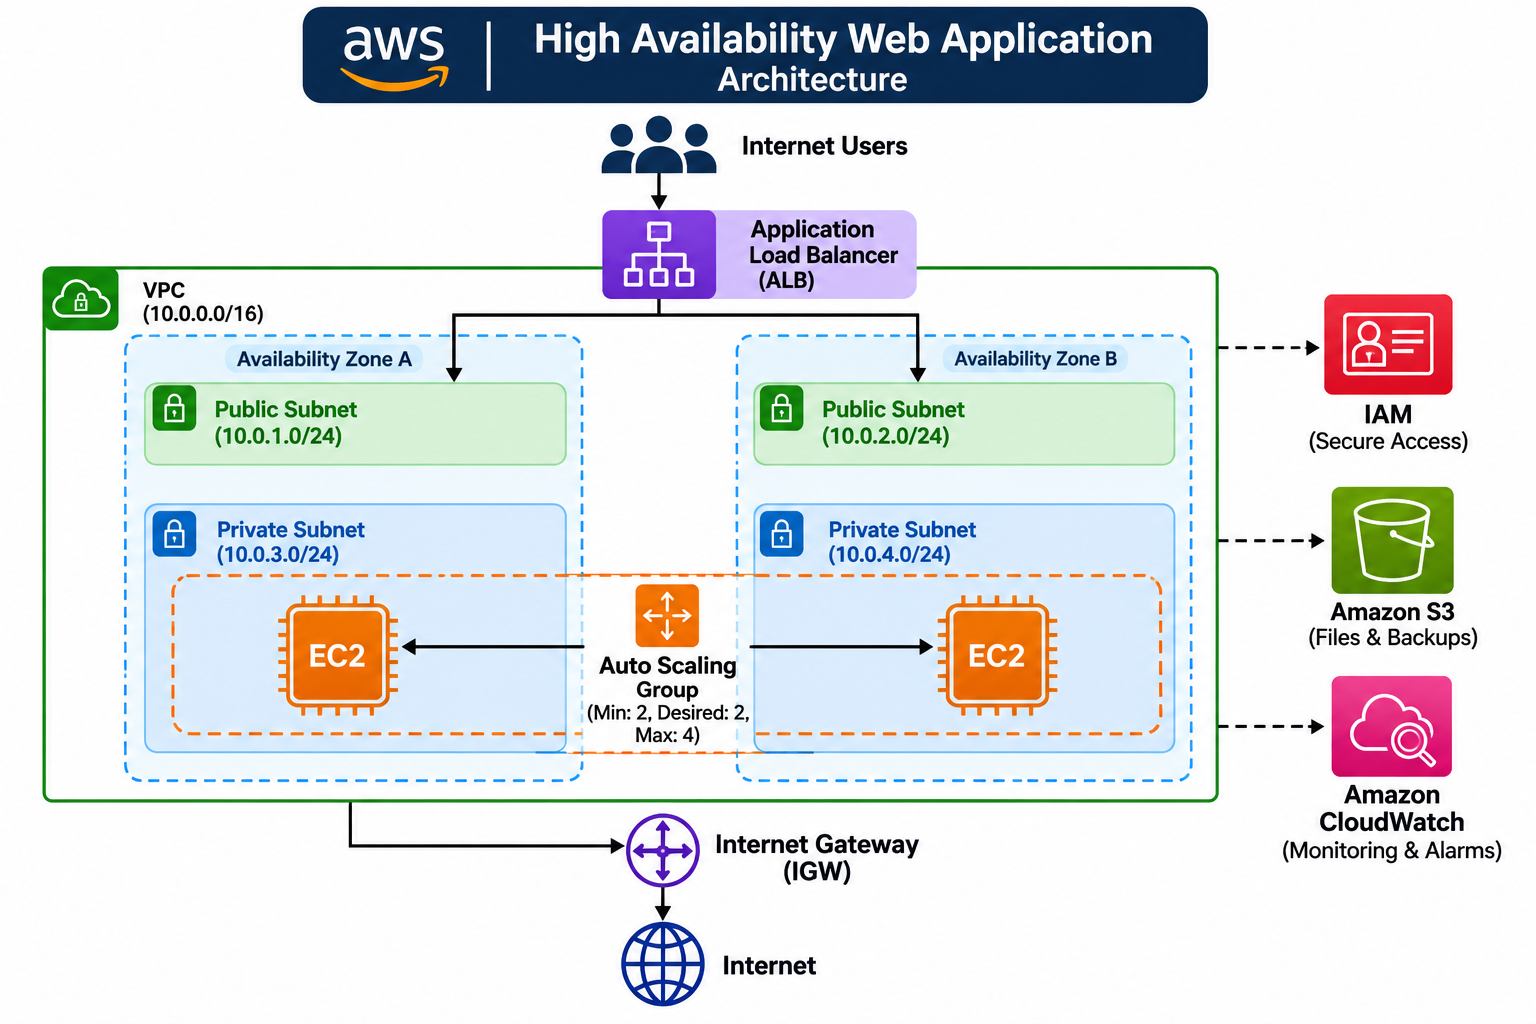 aws
High Availability Web Application
Architecture
Internet Users
Application
Load Balancer
(ALB)
VPC
(10.0.0.0/16)
Availability Zone A
Availability Zone B
Public Subnet
(10.0.1.0/24)
Public Subnet
(10.0.2.0/24)
Private Subnet
(10.0.3.0/24)
Private Subnet
(10.0.4.0/24)
EC2
Auto Scaling
Group
(Min: 2, Desired: 2,
Max: 4)
EC2
IAM
(Secure Access)
Amazon S3
(Files & Backups)
Amazon
CloudWatch
(Monitoring & Alarms)
Internet Gateway
(IGW)
Internet